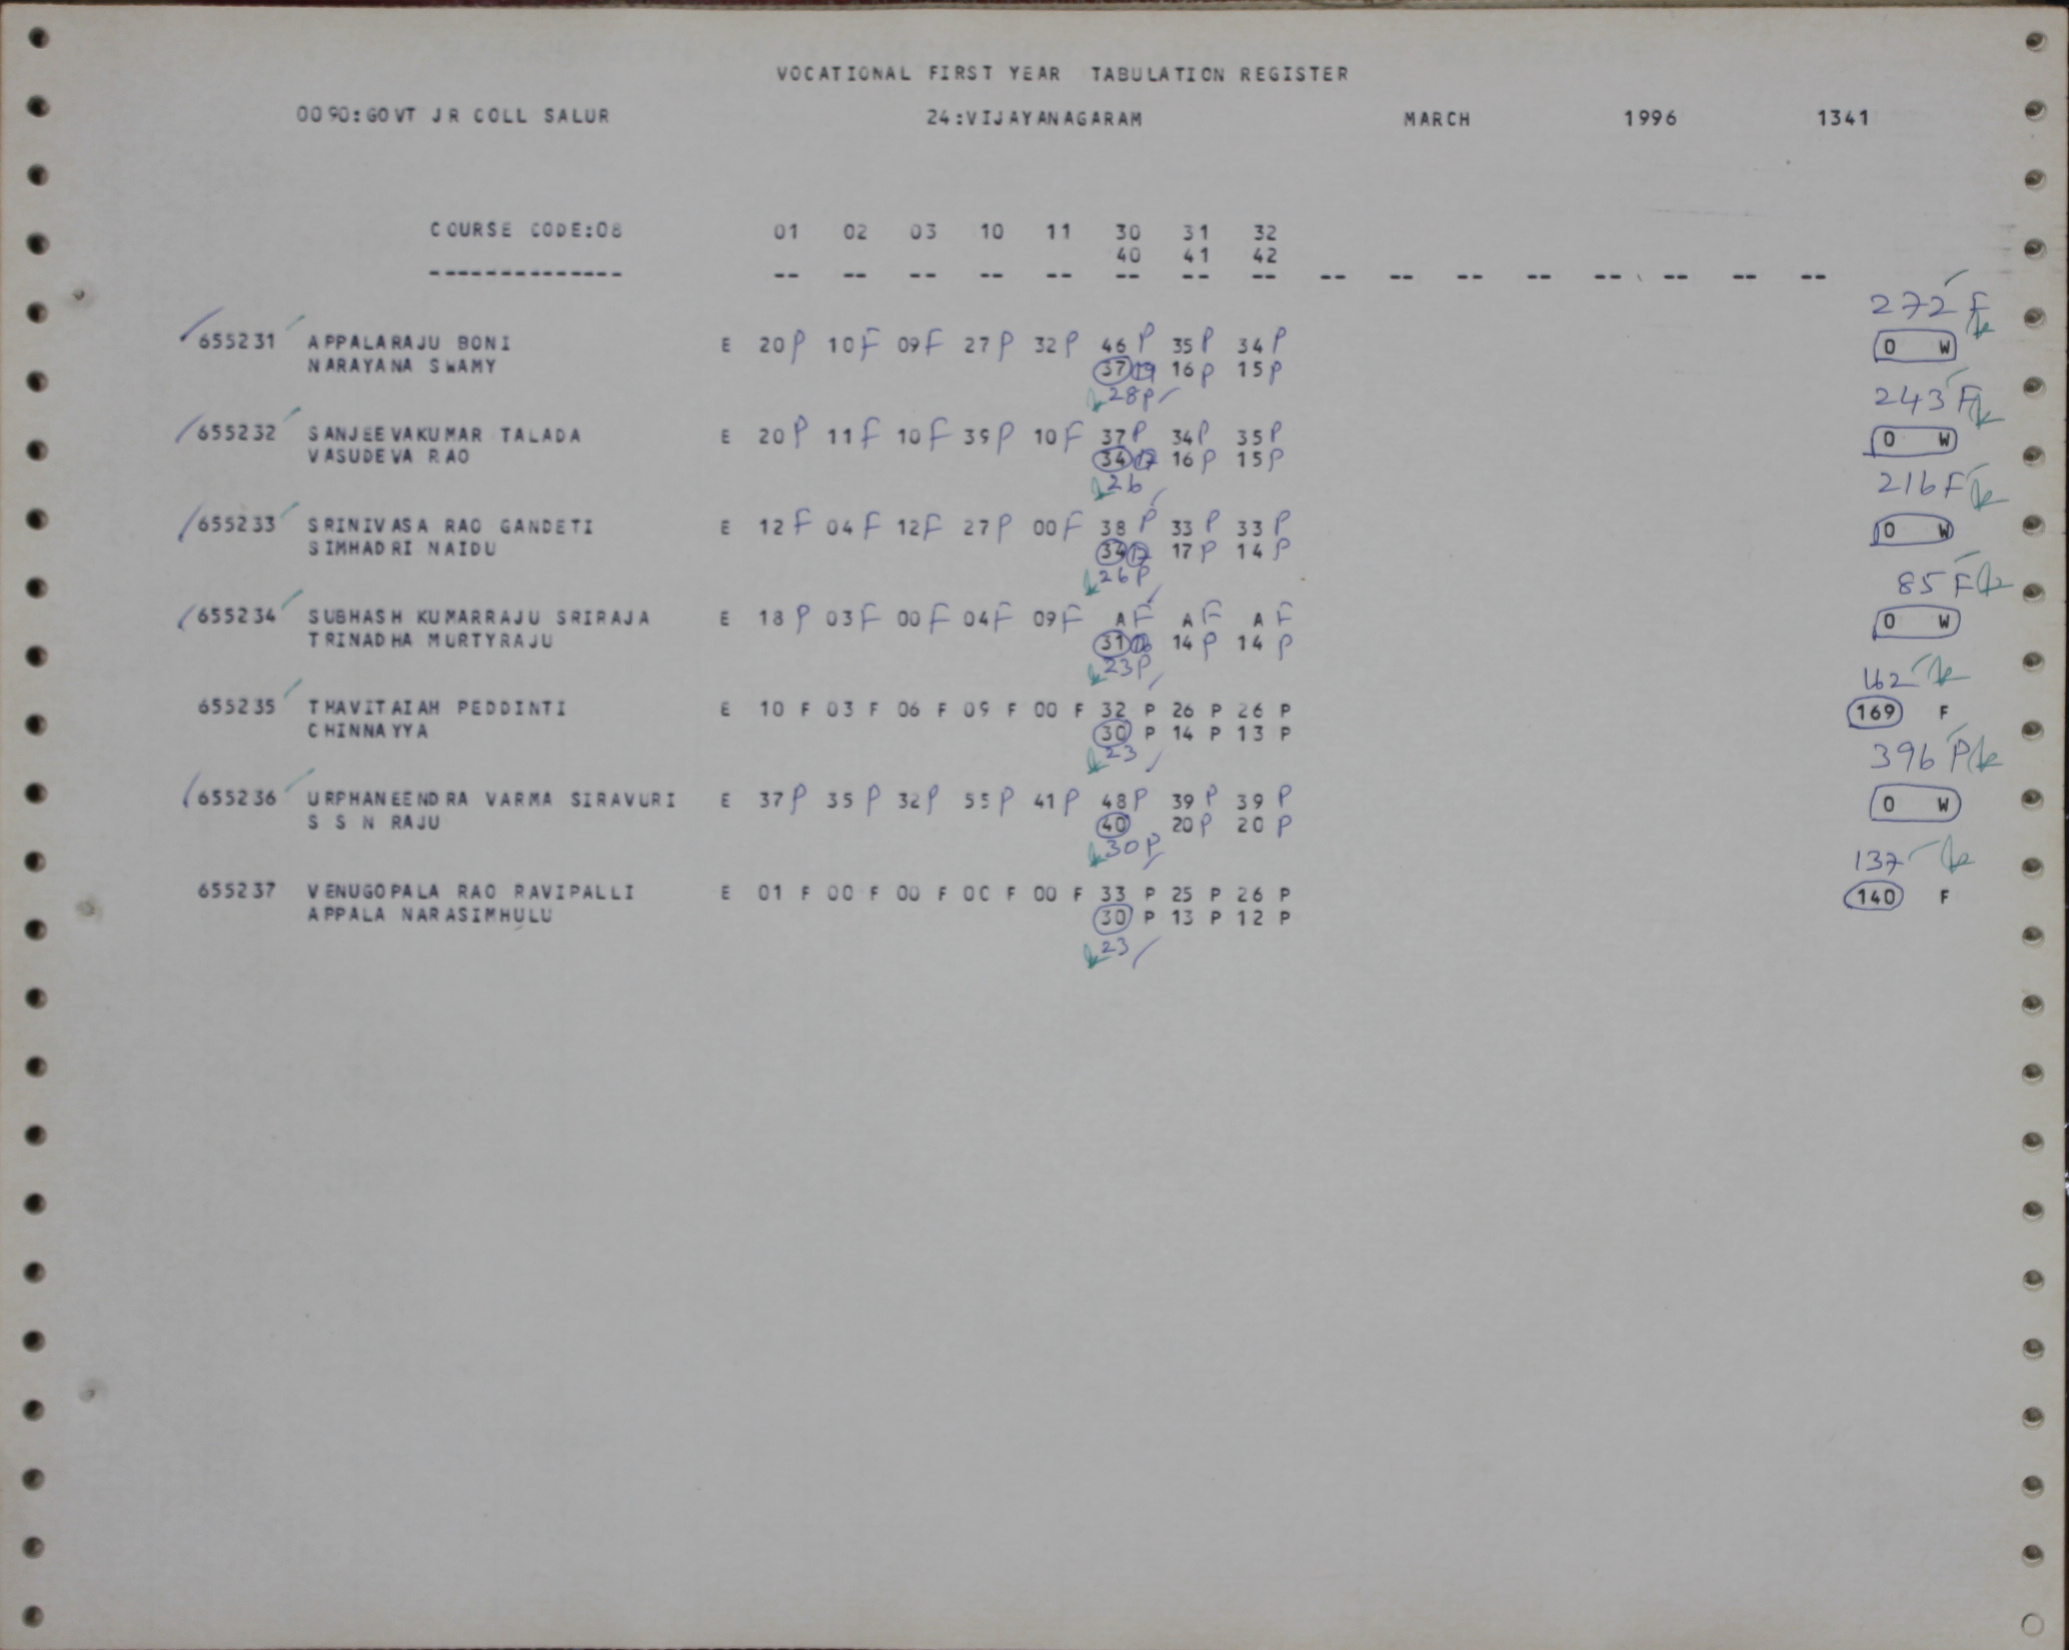 VOCATIONAL FIRST YEAR TABULATION REGISTER
0090:GOVT JR COLL SALUR 24:VIJAYANAGARAM MARCH 1996 1341
COURSE CODE:08 01 02 03 10 11 30 31 32
40 41 42
-------------- -- -- -- -- -- -- -- -- -- -- -- -- -- -- -- --
272 F
655231 APPALARAJU BONI E 20 P 10 F 09 F 27 P 32 P 46 P 35 P 34 P 0 W
NARAYANA SWAMY 37 19 16 P 15 P
28 P
243 F
655232 SANJEEVAKUMAR TALADA E 20 P 11 F 10 F 39 P 10 F 37 P 34 P 35 P 0 W
VASUDEVA RAO 34 17 16 P 15 P
26
216 F
655233 SRINIVASA RAO GANDETI E 12 F 04 F 12 F 27 P 00 F 38 P 33 P 33 P 0 W
SIMHADRI NAIDU 34 17 17 P 14 P
26 P
85 F
655234 SUBHASH KUMARRAJU SRIRAJA E 18 P 03 F 00 F 04 F 09 F A F A F A F 0 W
TRINADHA MURTYRAJU 31 14 P 14 P
23 P
162
655235 THAVITAIAH PEDDINTI E 10 F 03 F 06 F 09 F 00 F 32 P 26 P 26 P 169 F
CHINNAYYA 30 P 14 P 13 P
23
396 P
655236 URPHANEENDRA VARMA SIRAVURI E 37 P 35 P 32 P 55 P 41 P 48 P 39 P 39 P 0 W
S S N RAJU 40 20 P 20 P
30 P
137
655237 VENUGOPALA RAO RAVIPALLI E 01 F 00 F 00 F 00 F 00 F 33 P 25 P 26 P 140 F
APPALA NARASIMHULU 30 P 13 P 12 P
23